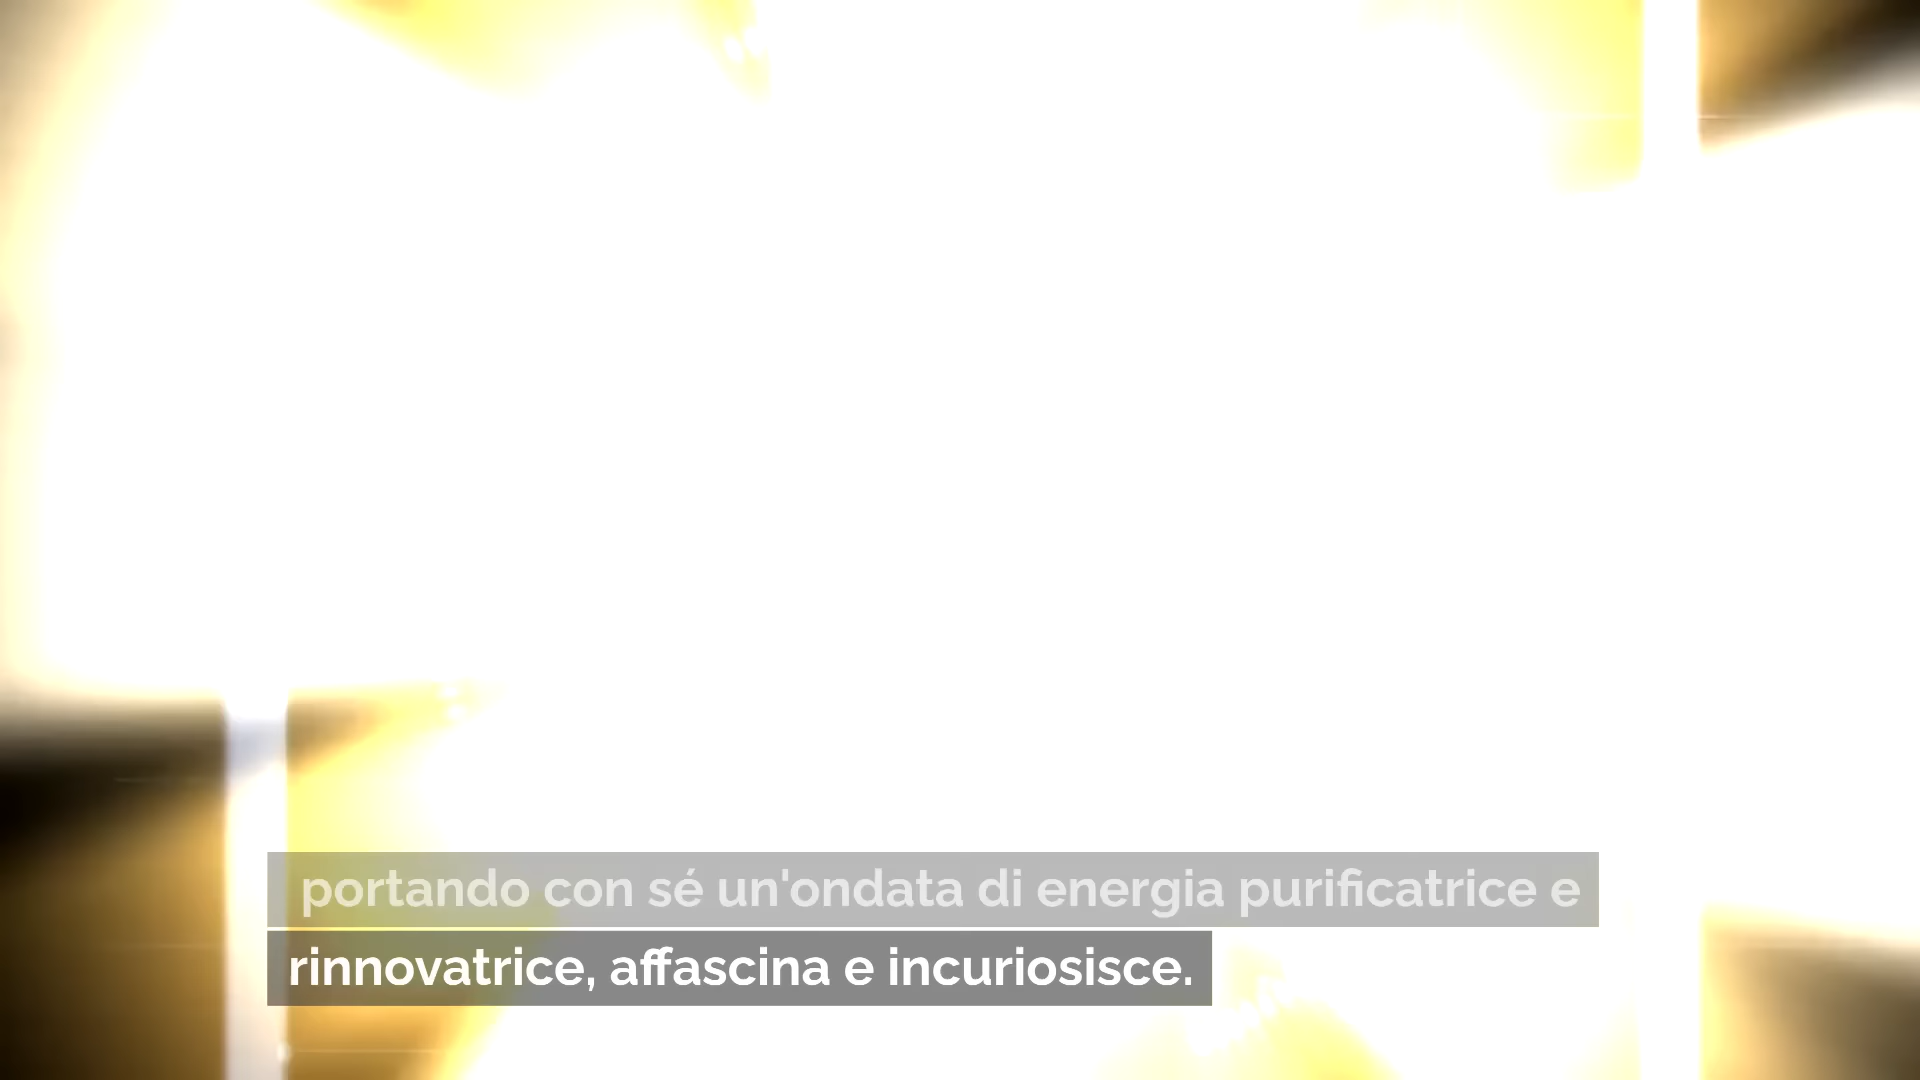 portando con sé un'ondata di energia purificatrice e
rinnovatrice, affascina e incuriosisce.